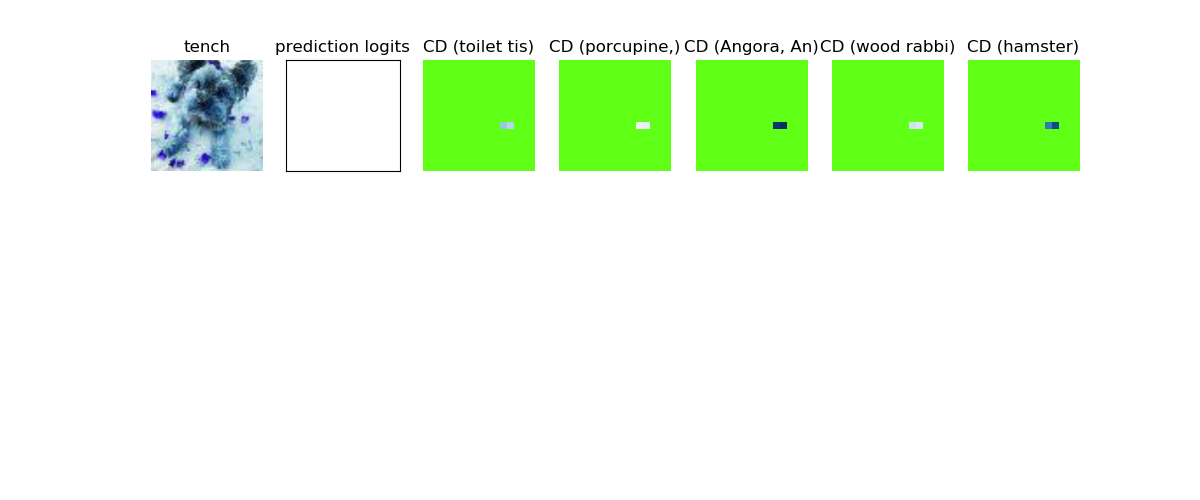 tench prediction logits CD (toilet tis) CD (porcupine,) CD (Angora, An) CD (wood rabbi) CD (hamster)